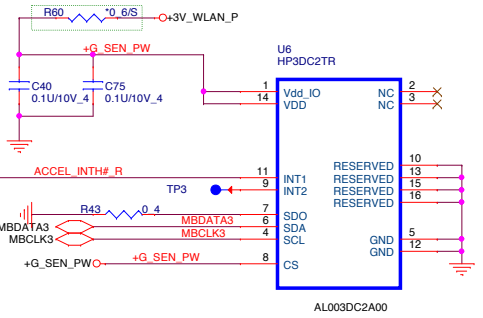 R60 *0_6/S +3V_WLAN_P
+G_SEN_PW
U6
HP3DC2TR
C40 C75
0.1U/10V_4 0.1U/10V_4
1 Vdd_IO NC 2
14 VDD NC 3
RESERVED 10
ACCEL_INTH#_R 11 INT1 RESERVED 13
TP3 9 INT2 RESERVED 15
RESERVED 16
R43 0_4 7 SDO
MBDATA3 MBDATA3 6 SDA GND 5
MBCLK3 MBCLK3 4 SCL GND 12
+G_SEN_PW +G_SEN_PW 8 CS
AL003DC2A00